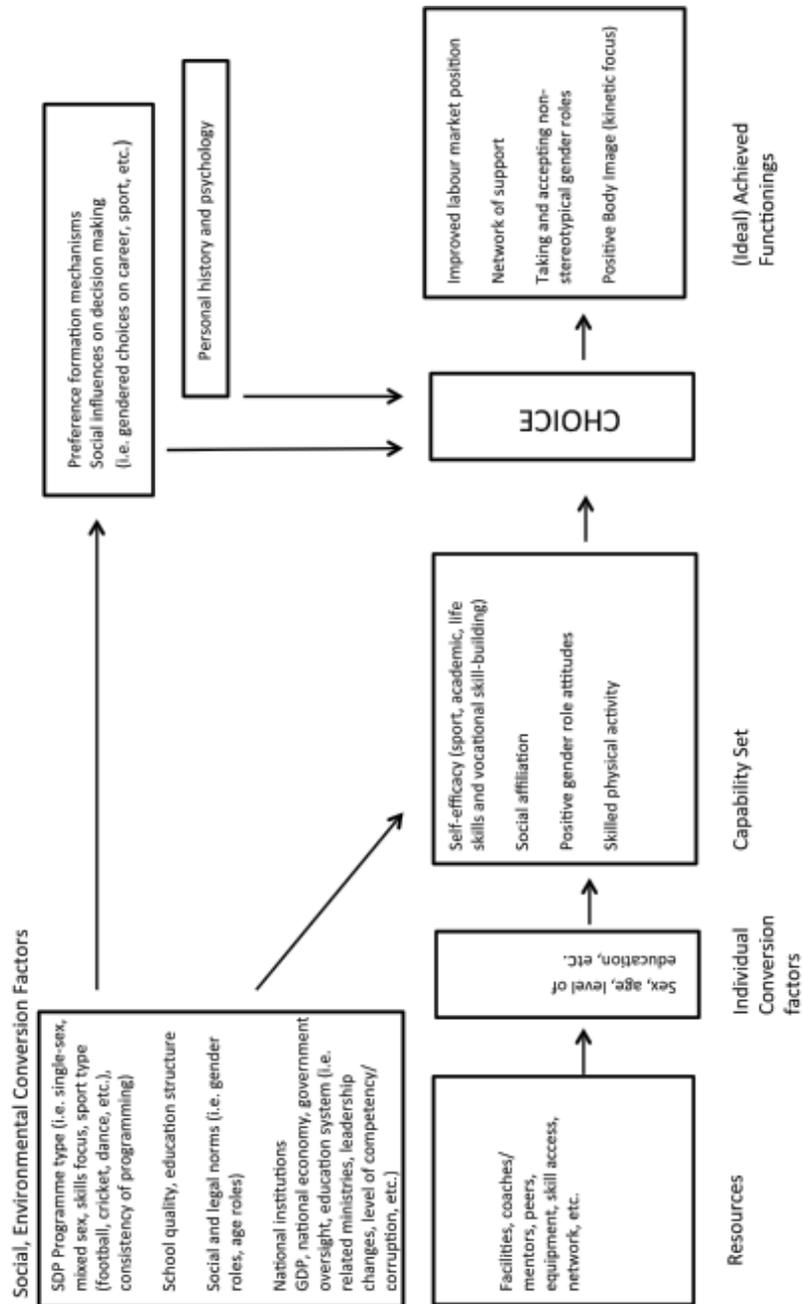 Social, Environmental Conversion Factors
SDP Programme type (i.e. single-sex,
mixed sex, skills focus, sport type
(football, cricket, dance, etc.),
consistency of programming)
School quality, education structure
Social and legal norms (i.e. gender
roles, age roles)
National institutions
GDP, national economy, government
oversight, education system (i.e.
related ministries, leadership
changes, level of competency/
corruption, etc.)
Preference formation mechanisms
Social influences on decision making
(i.e. gendered choices on career, sport, etc.)
Personal history and psychology
Facilities, coaches/
mentors, peers,
equipment, skill access,
network, etc.
Resources
Sex, age, level of
education, etc.
Individual
Conversion
factors
Self-efficacy (sport, academic, life
skills and vocational skill-building)
Social affiliation
Positive gender role attitudes
Skilled physical activity
Capability Set
CHOICE
Improved labour market position
Network of support
Taking and accepting non-
stereotypical gender roles
Positive Body Image (kinetic focus)
(Ideal) Achieved
Functionings